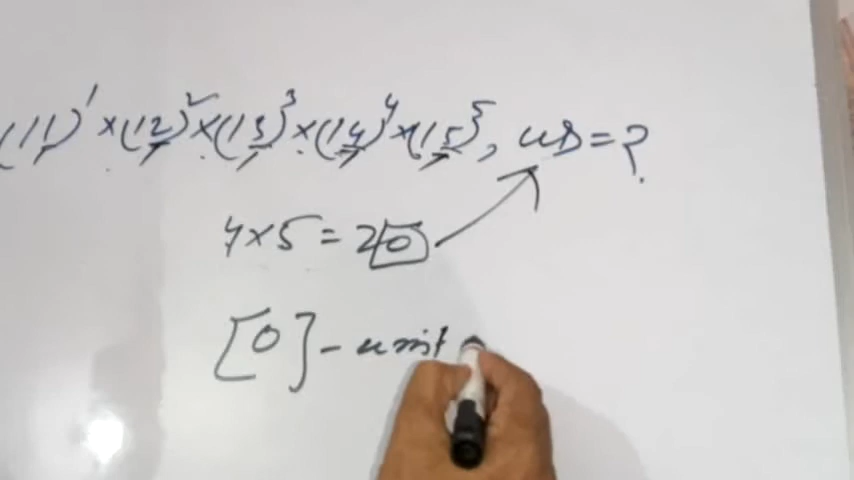 (11)¹ × (12)² × (13)³ × (14)⁴ × (15)⁵, UD = ?
4 × 5 = 20
[0] - unit